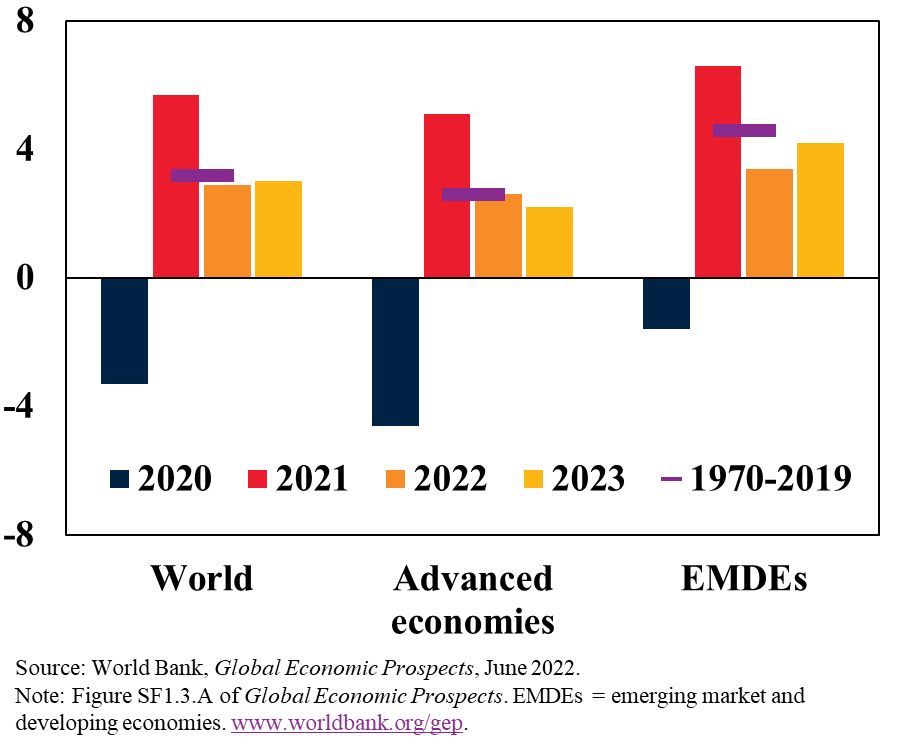 8
4
0
-4
-8
2020 2021 2022 2023 1970-2019
World Advanced economies EMDEs
Source: World Bank, Global Economic Prospects, June 2022.
Note: Figure SF1.3.A of Global Economic Prospects. EMDEs = emerging market and
developing economies. www.worldbank.org/gep.